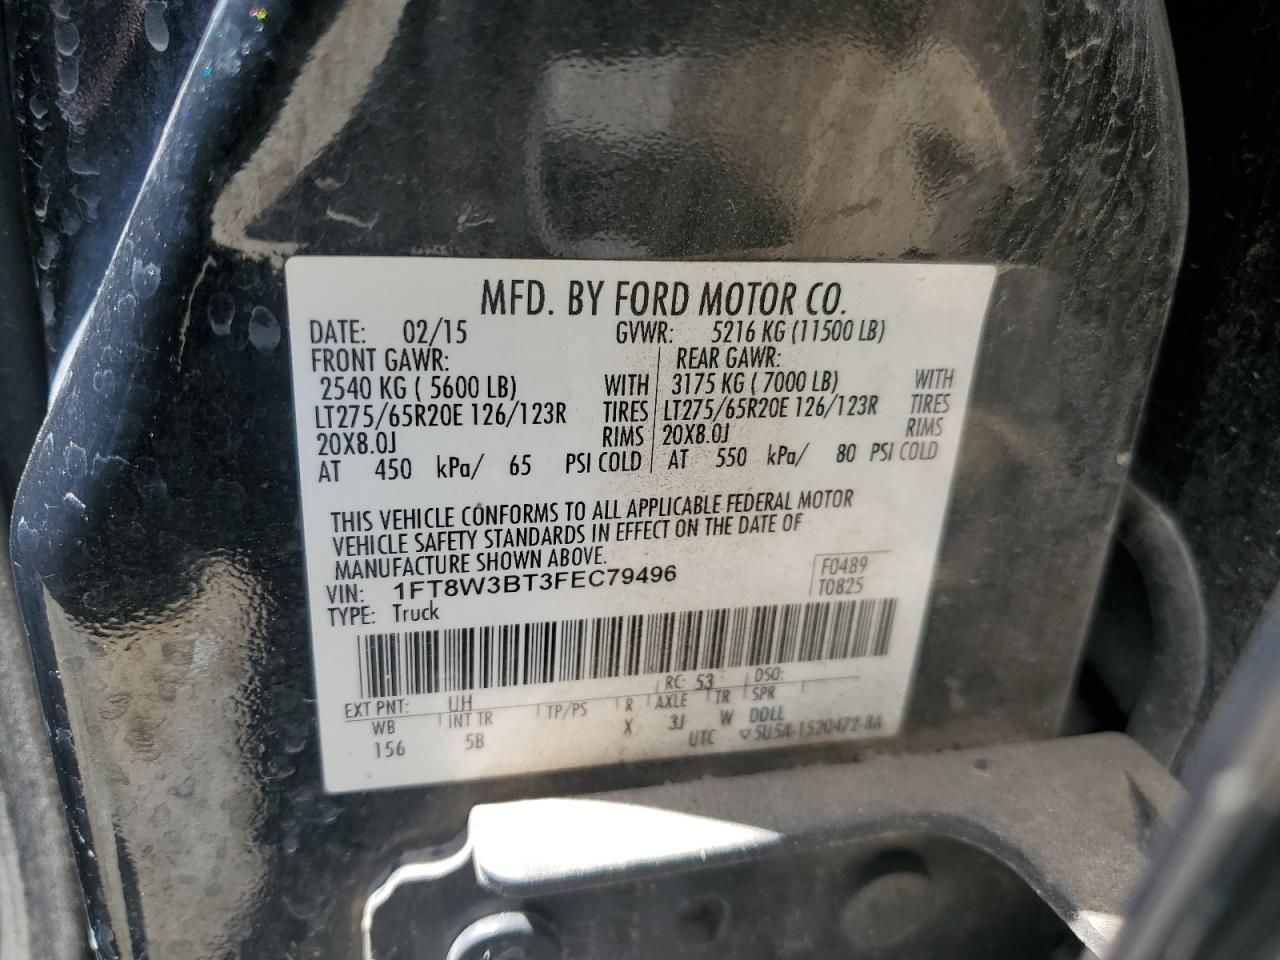 MFD. BY FORD MOTOR CO.
DATE: 02/15 GVWR: 5216 KG (11500 LB)
FRONT GAWR: REAR GAWR:
2540 KG ( 5600 LB) WITH 3175 KG ( 7000 LB) WITH
LT275/65R20E 126/123R TIRES LT275/65R20E 126/123R TIRES
20X8.0J RIMS 20X8.0J RIMS
AT 450 kPa/ 65 PSI COLD AT 550 kPa/ 80 PSI COLD
THIS VEHICLE CONFORMS TO ALL APPLICABLE FEDERAL MOTOR
VEHICLE SAFETY STANDARDS IN EFFECT ON THE DATE OF
MANUFACTURE SHOWN ABOVE.
VIN: 1FT8W3BT3FEC79496
TYPE: Truck
F0489
T0825
EXT PNT: UH RC: 53 DSO:
WB INT TR TP/PS R AXLE TR SPR
156 5B X 3J W DDLL
UTC ▽ 5U5A-1520472-BA